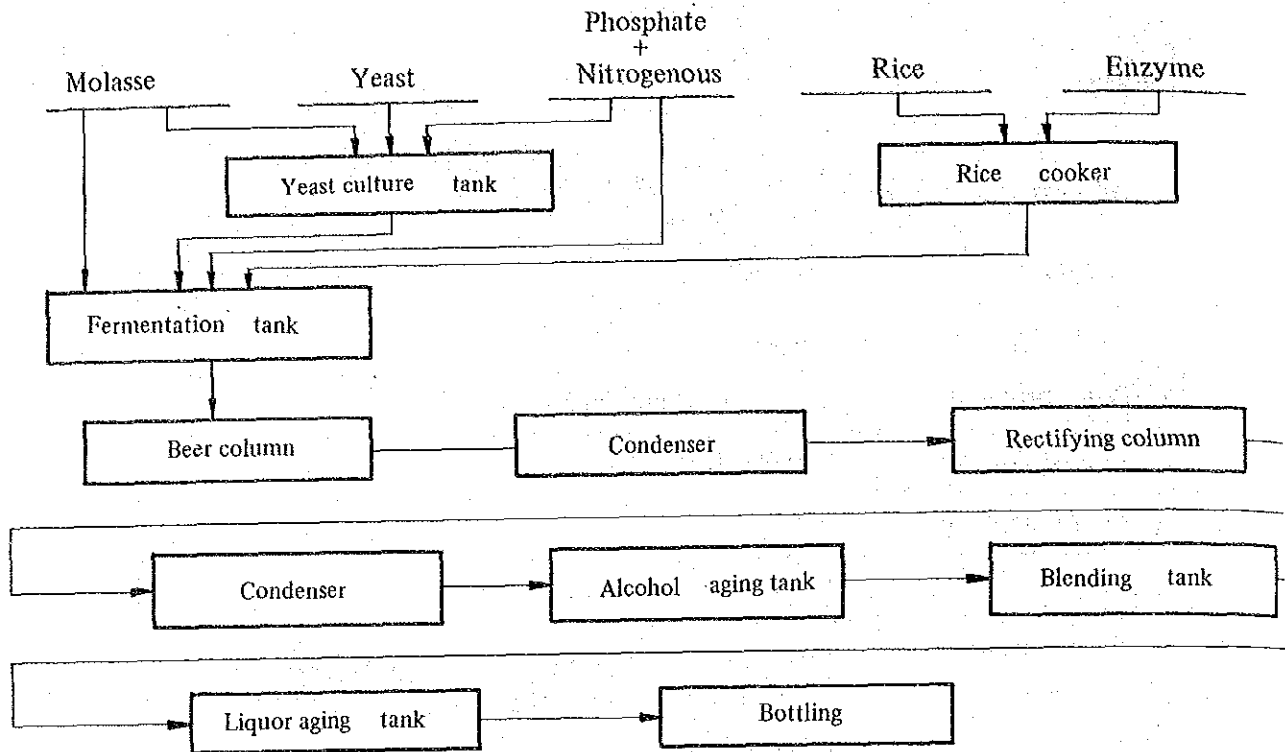 Phosphate
+
Molasse Yeast Nitrogenous Rice Enzyme
Yeast culture tank Rice cooker
Fermentation tank
Beer column Condenser Rectifying column
Condenser Alcohol aging tank Blending tank
Liquor aging tank Bottling